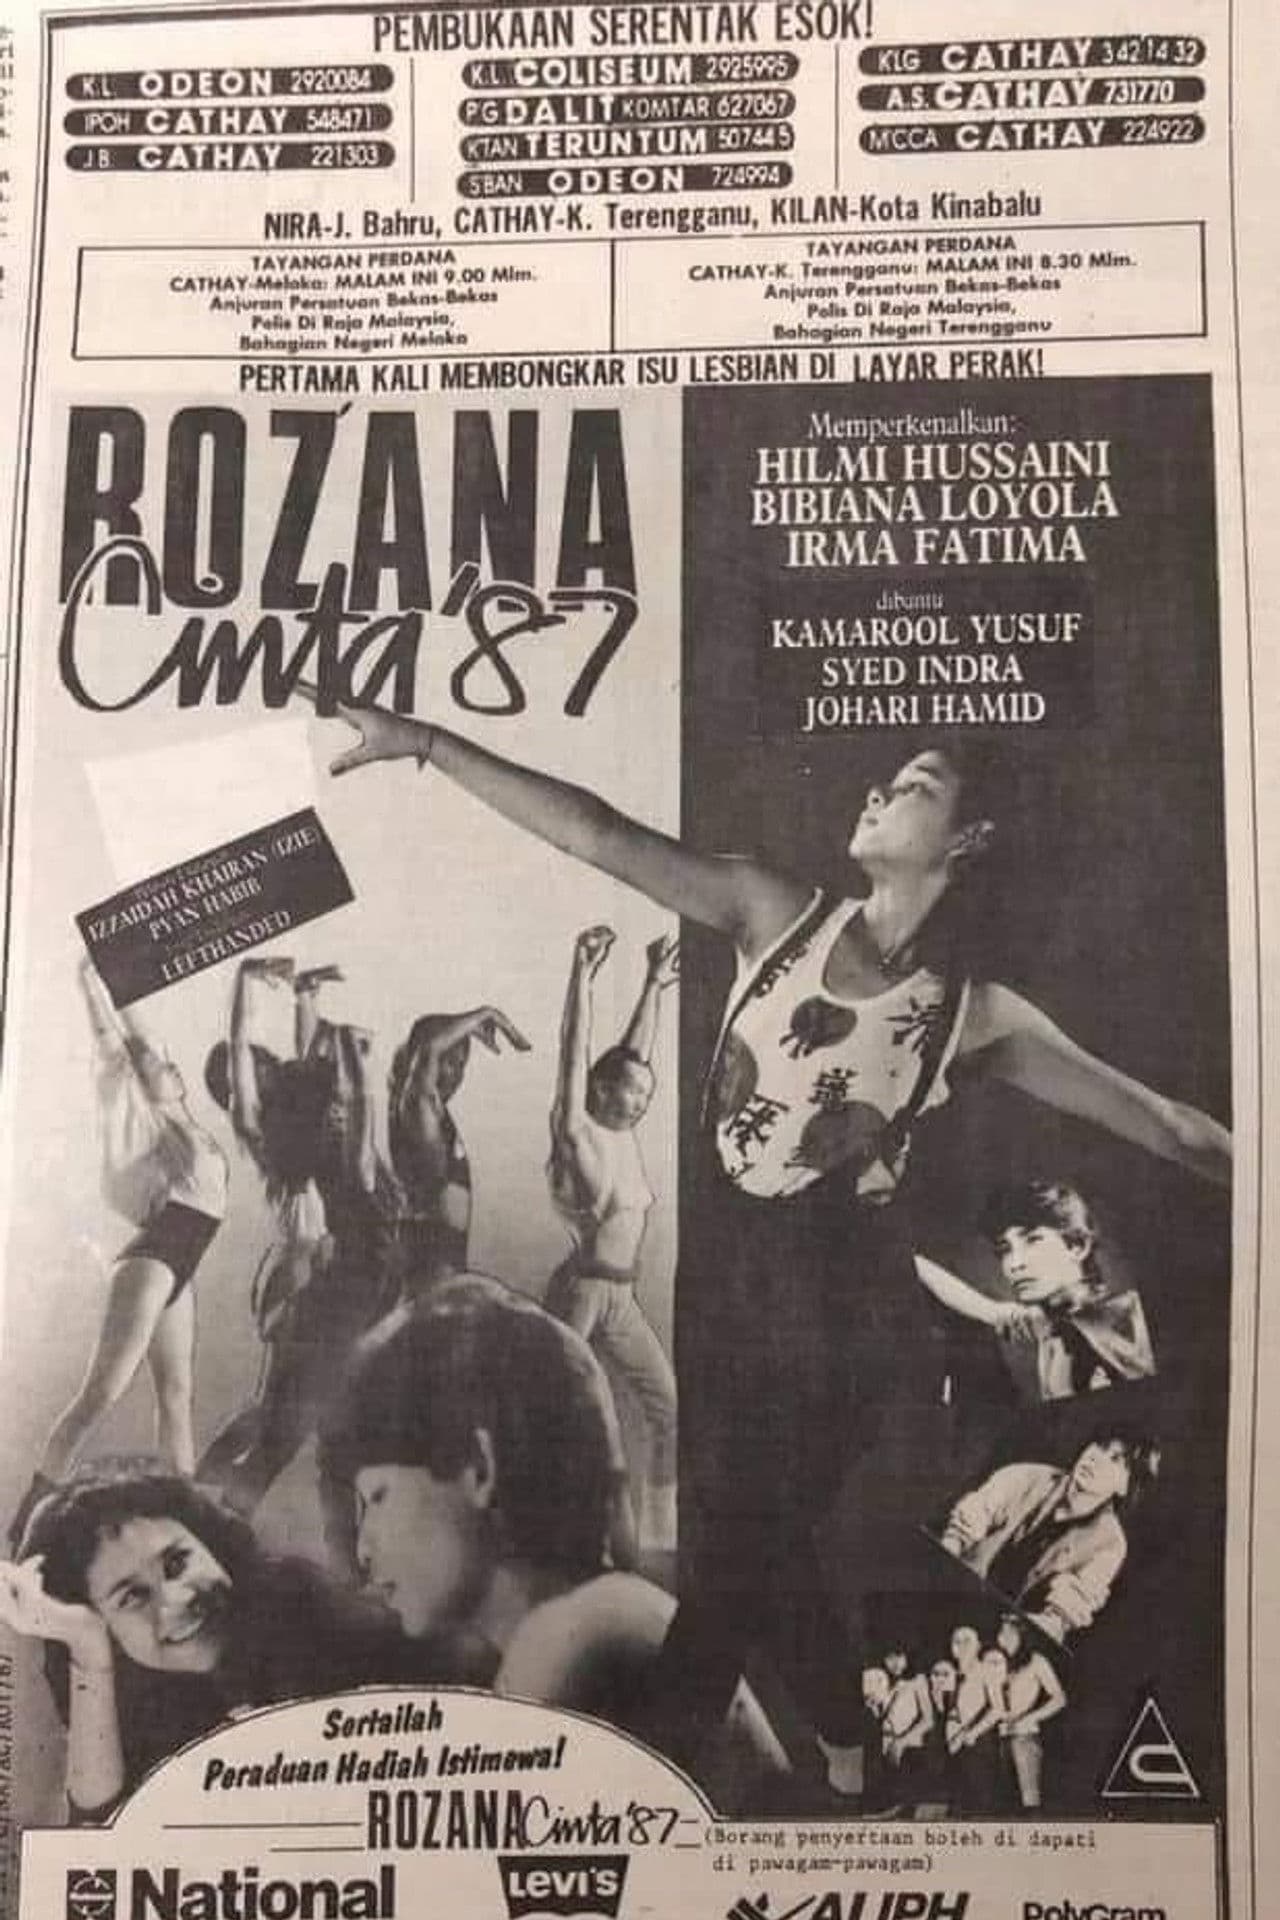 PEMBUKAAN SERENTAK ESOK!
K.L. ODEON 2920084
IPOH CATHAY 548471
J.B. CATHAY 221303
K.L. COLISEUM 2925995
PG DALIT KOMTAR 627067
K'TAN TERUNTUM 507445
S'BAN ODEON 724994
KLG CATHAY 3421432
A.S. CATHAY 731770
M'CCA CATHAY 224922
NIRA-J. Bahru, CATHAY-K. Terengganu, KILAN-Kota Kinabalu
TAYANGAN PERDANA
CATHAY-Melaka: MALAM INI 9.00 Mlm.
Anjuran Persatuan Bekas-Bekas
Polis Di Raja Malaysia,
Bahagian Negeri Melaka
TAYANGAN PERDANA
CATHAY-K. Terengganu: MALAM INI 8.30 Mlm.
Anjuran Persatuan Bekas-Bekas
Polis Di Raja Malaysia,
Bahagian Negeri Terengganu
PERTAMA KALI MEMBONGKAR ISU LESBIAN DI LAYAR PERAK!
ROZANA
Cinta '87
Memperkenalkan:
HILMI HUSSAINI
BIBIANA LOYOLA
IRMA FATIMA
dibantu
KAMAROOL YUSUF
SYED INDRA
JOHARI HAMID
IZZAIDAH KHAIRAN (IZIE)
PYAN HABIB
LEFTHANDED
Sertailah
Peraduan Hadiah Istimewa!
ROZANA Cinta '87
(Borang penyertaan boleh di dapati
di pawagam-pawagam)
National
LEVI'S
ALIPH
PolyGram